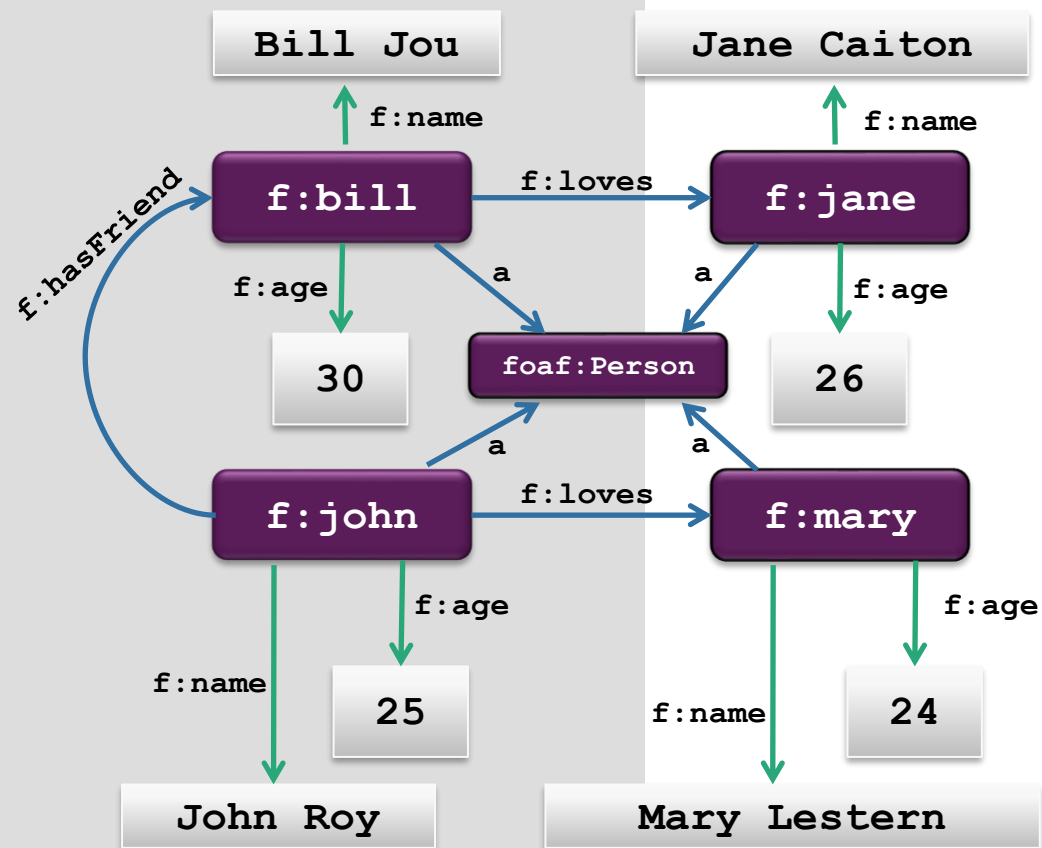 Bill Jou
Jane Caiton
f:name
f:name
f:hasFriend
f:bill
f:loves
f:jane
f:age
a
a
f:age
30
foaf:Person
26
a
a
f:john
f:loves
f:mary
f:age
f:age
f:name
25
f:name
24
John Roy
Mary Lestern